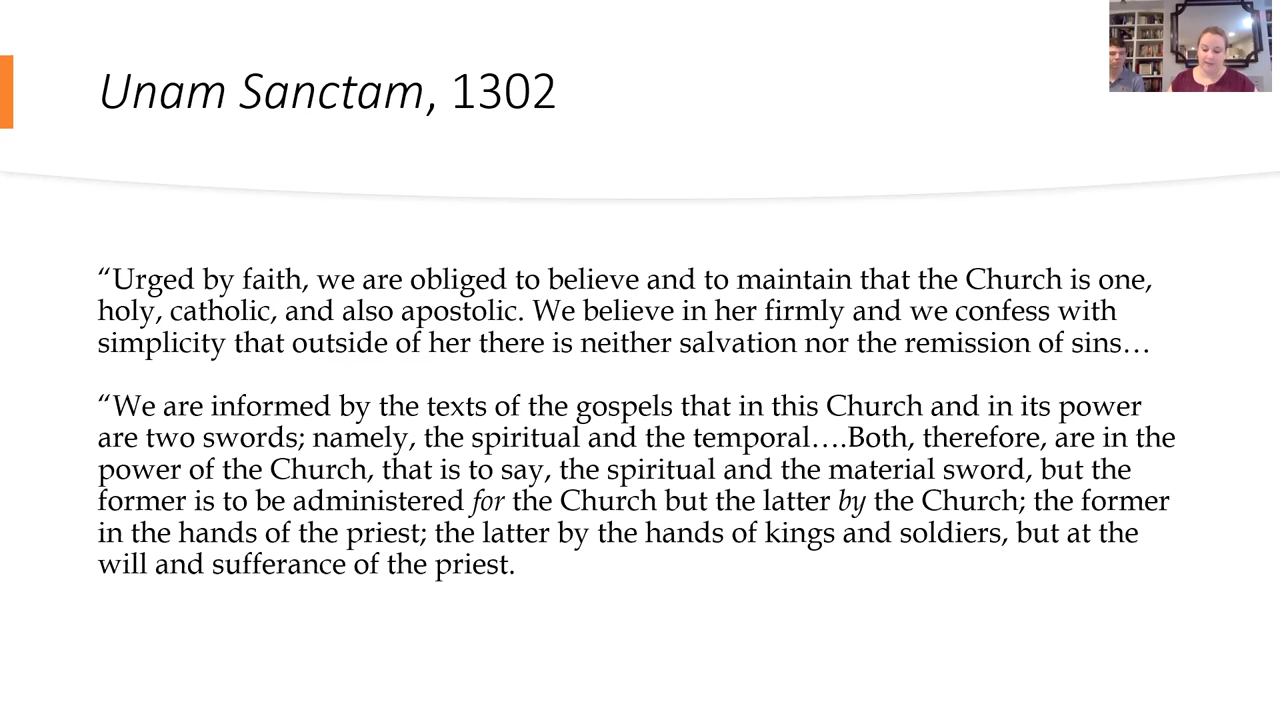 Unam Sanctam, 1302
“Urged by faith, we are obliged to believe and to maintain that the Church is one,
holy, catholic, and also apostolic. We believe in her firmly and we confess with
simplicity that outside of her there is neither salvation nor the remission of sins…
“We are informed by the texts of the gospels that in this Church and in its power
are two swords; namely, the spiritual and the temporal….Both, therefore, are in the
power of the Church, that is to say, the spiritual and the material sword, but the
former is to be administered for the Church but the latter by the Church; the former
in the hands of the priest; the latter by the hands of kings and soldiers, but at the
will and sufferance of the priest.